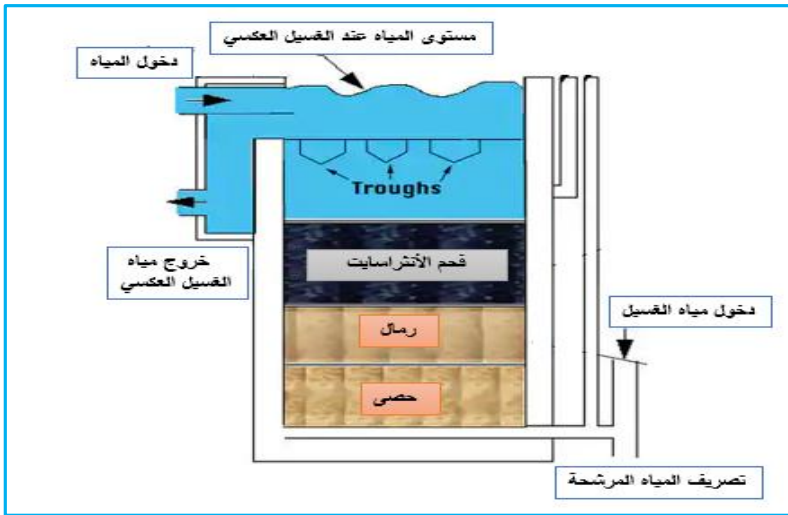 مستوى المياه عند الغسيل العكسي
دخول المياه
Troughs
خروج مياه
الغسيل العكسي
فحم الأنثراسايت
رمال
حصى
دخول مياه الغسيل
تصريف المياه المرشحة